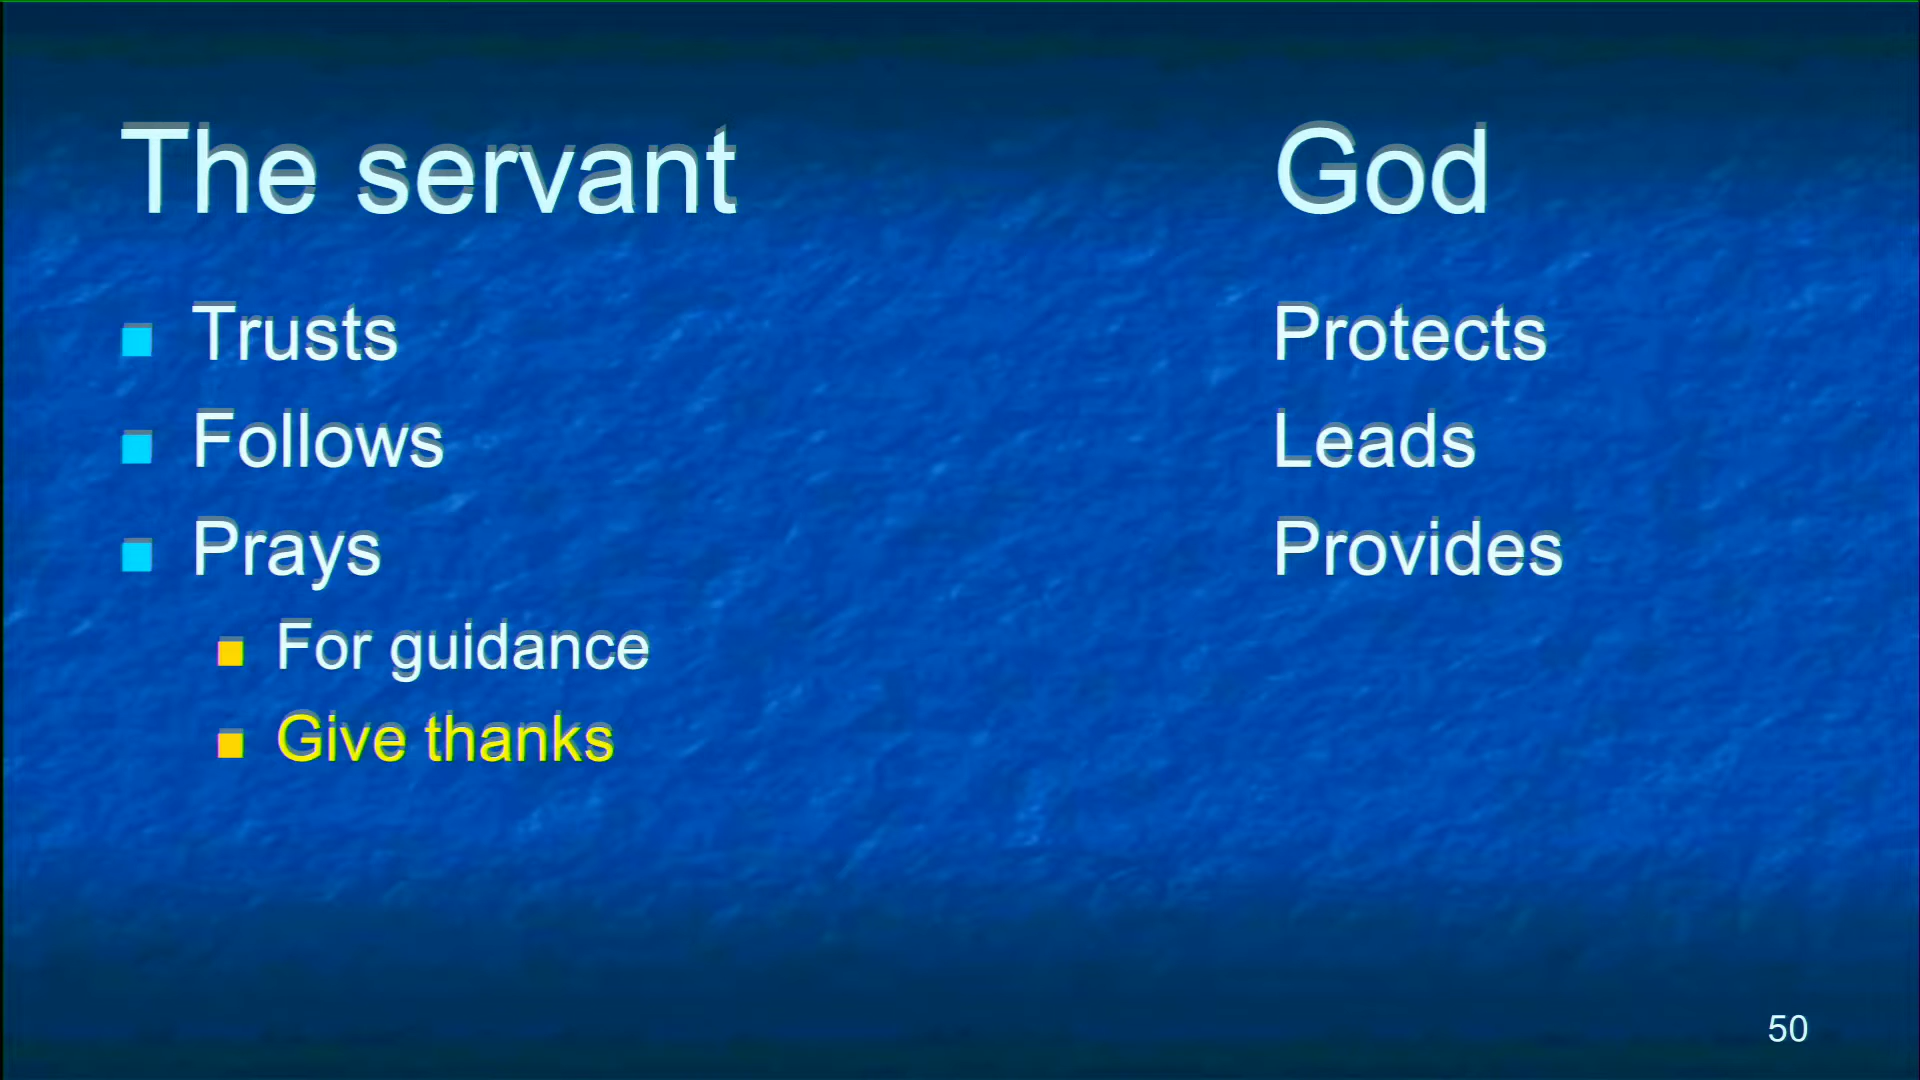 The servant God
Trusts Protects
Follows Leads
Prays Provides
For guidance
Give thanks
50